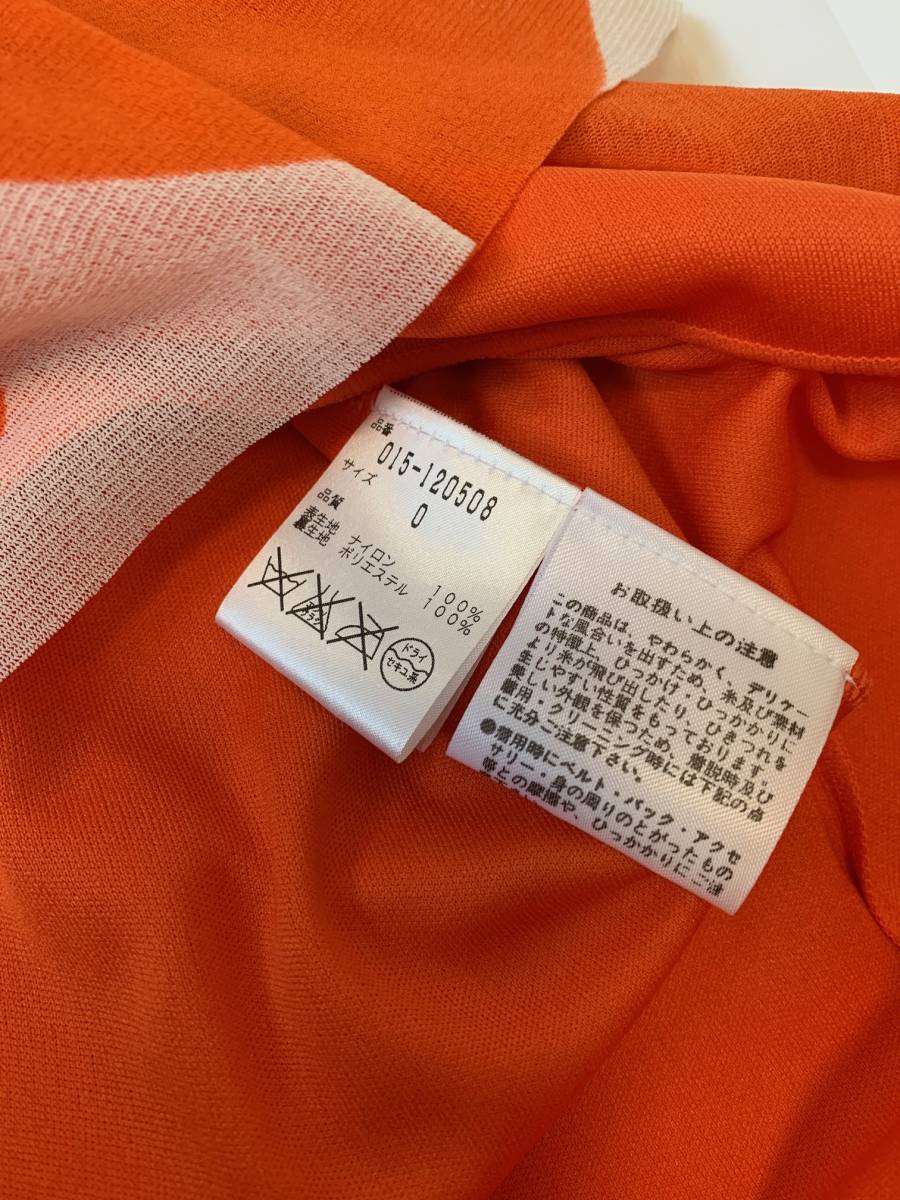 品番
015-120508
サイズ
0
品質
表生地 ナイロン 100%
裏生地 ポリエステル 100%
エンソ
サラシ
ドライ
セキユ系
お取扱い上の注意
この商品は、やわらかく、デリケー
トな風合いを出すため、糸及び素材
の特徴上、ひっかけ・ひっかかりに
より糸が飛び出したり、ひきつれを
生じやすい性質をもっております。
美しい外観を保つため、着脱時及び
着用・クリーニング時には下記の点
に充分ご注意下さい。
●着用時にベルト・バック・アクセ
サリー・身の周りのとがったもの
等との摩擦や、ひっかかりにご注